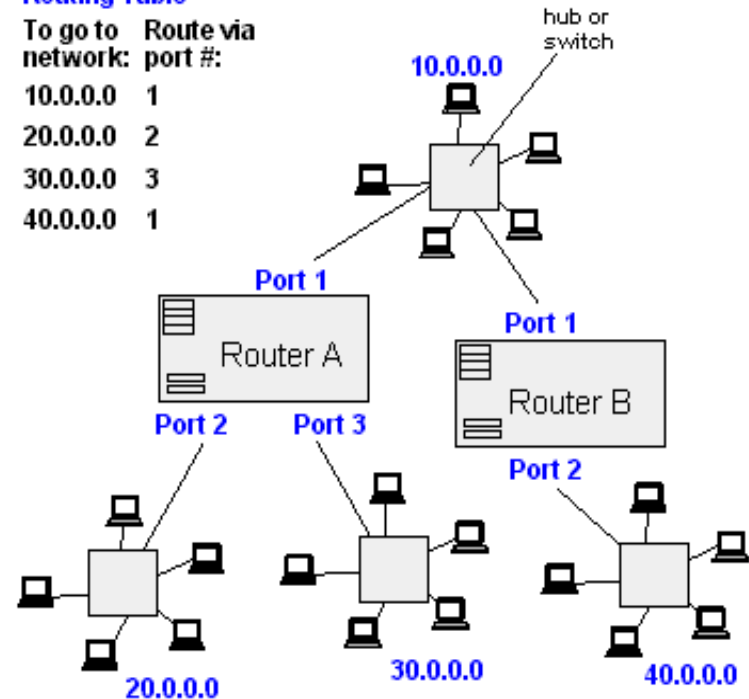 Routing Table
To go to Route via
network: port #:
10.0.0.0 1
20.0.0.0 2
30.0.0.0 3
40.0.0.0 1
hub or
switch
10.0.0.0
Port 1
Router A
Port 2 Port 3
Port 1
Router B
Port 2
20.0.0.0
30.0.0.0
40.0.0.0